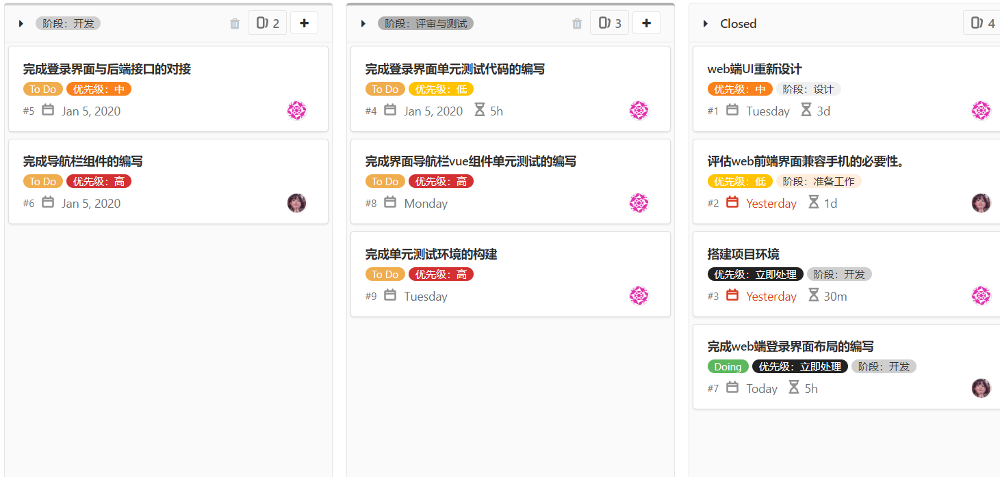 阶段：开发 2
完成登录界面与后端接口的对接
To Do 优先级：中
#5 Jan 5, 2020
完成导航栏组件的编写
To Do 优先级：高
#6 Jan 5, 2020
阶段：评审与测试 3
完成登录界面单元测试代码的编写
To Do 优先级：低
#4 Jan 5, 2020 5h
完成界面导航栏vue组件单元测试的编写
To Do 优先级：高
#8 Monday
完成单元测试环境的构建
To Do 优先级：高
#9 Tuesday
Closed 4
web端UI重新设计
优先级：中 阶段：设计
#1 Tuesday 3d
评估web前端界面兼容手机的必要性。
优先级：低 阶段：准备工作
#2 Yesterday 1d
搭建项目环境
优先级：立即处理 阶段：开发
#3 Yesterday 30m
完成web端登录界面布局的编写
Doing 优先级：立即处理 阶段：开发
#7 Today 5h